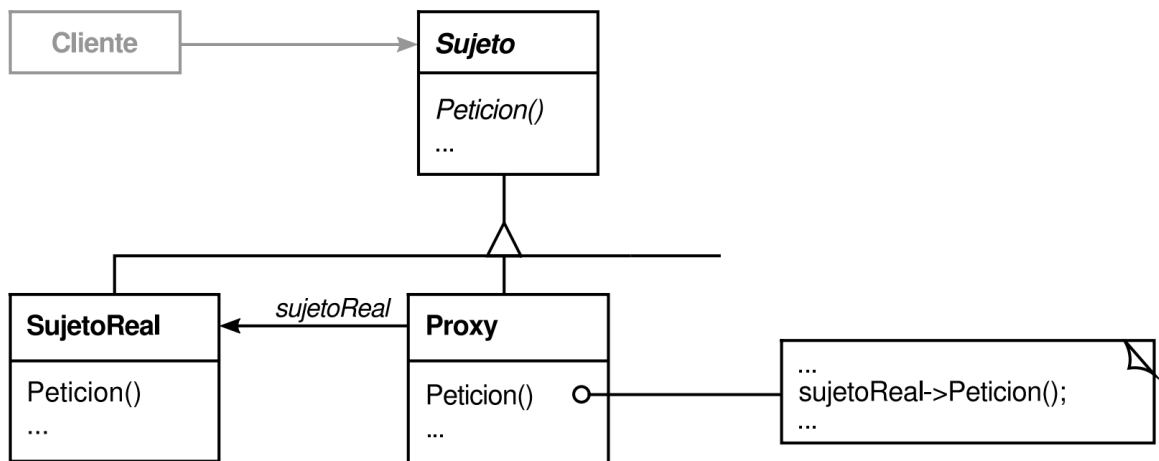 Cliente
Sujeto
Peticion()
...
sujetoReal
SujetoReal
Peticion()
...
Proxy
Peticion()
...
...
sujetoReal->Peticion();
...